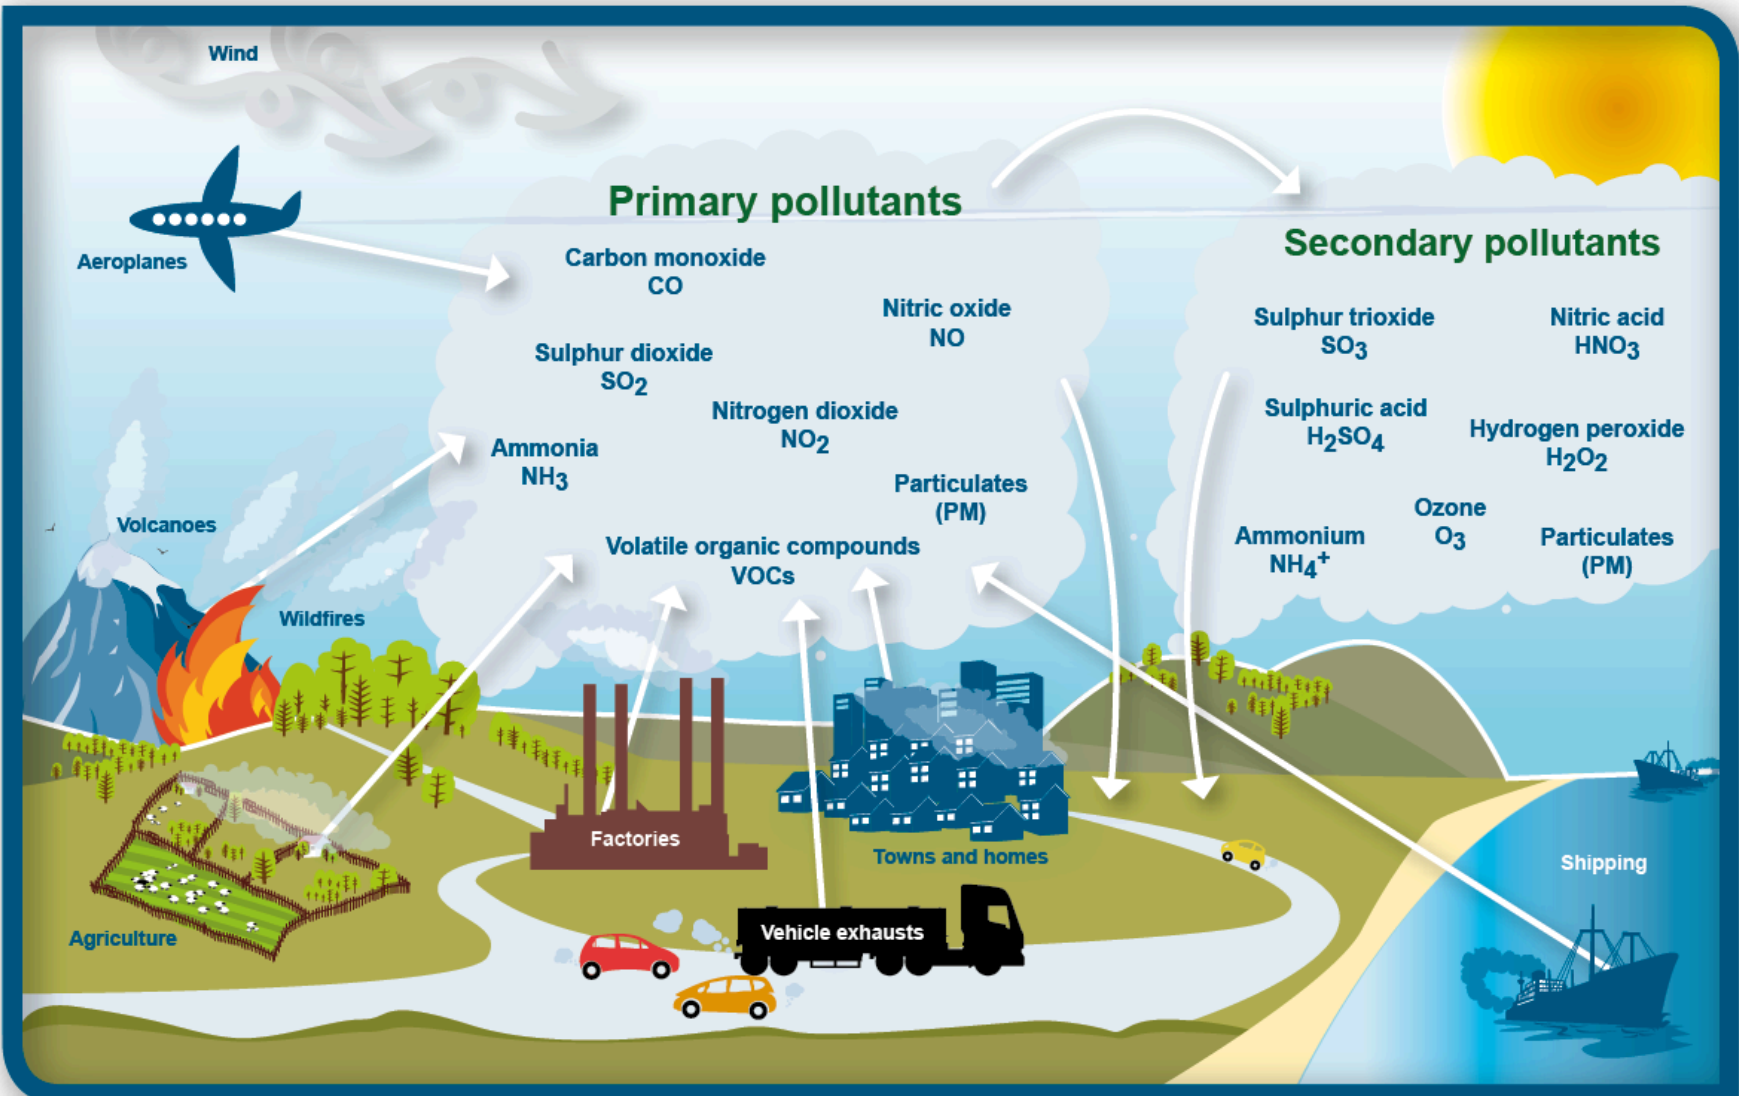 Wind
Primary pollutants
Secondary pollutants
Aeroplanes
Carbon monoxide
CO
Nitric oxide
NO
Sulphur dioxide
SO2
Nitrogen dioxide
NO2
Ammonia
NH3
Particulates
(PM)
Volatile organic compounds
VOCs
Sulphur trioxide
SO3
Nitric acid
HNO3
Sulphuric acid
H2SO4
Hydrogen peroxide
H2O2
Ozone
O3
Ammonium
NH4+
Particulates
(PM)
Volcanoes
Wildfires
Factories
Towns and homes
Shipping
Vehicle exhausts
Agriculture